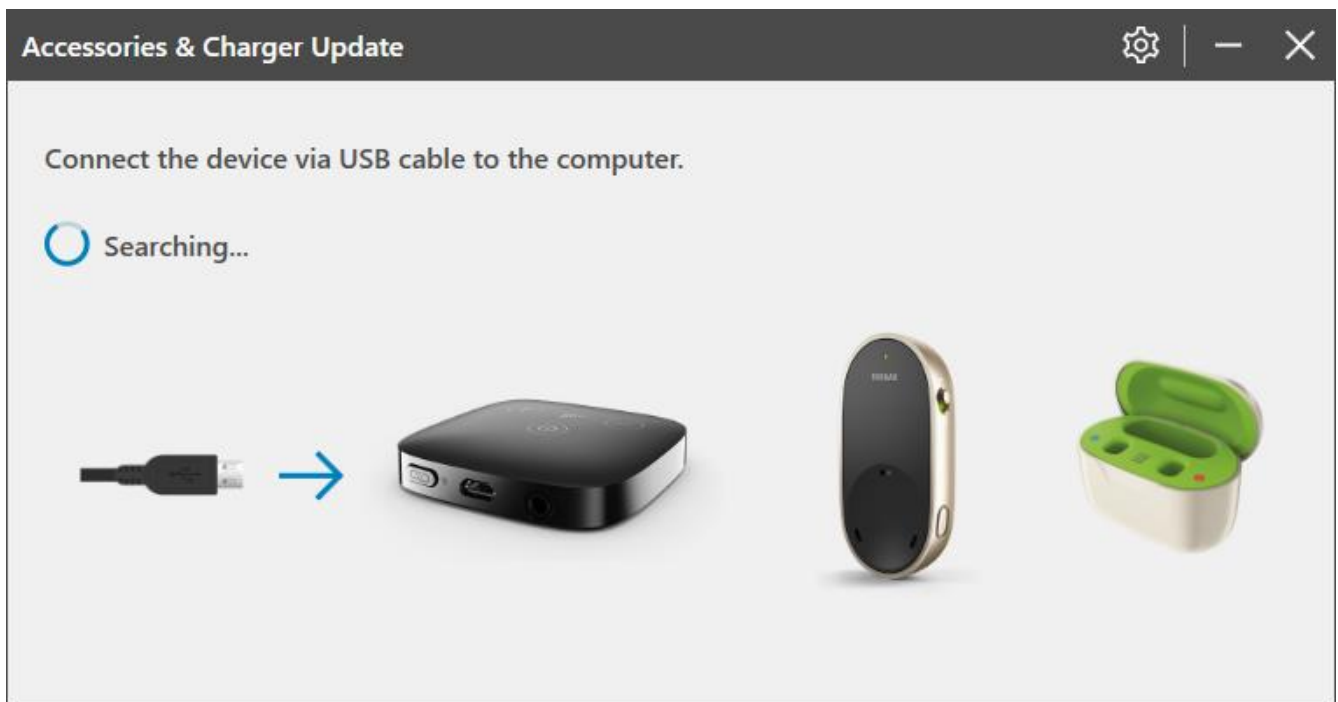 Accessories & Charger Update
Connect the device via USB cable to the computer.
Searching...